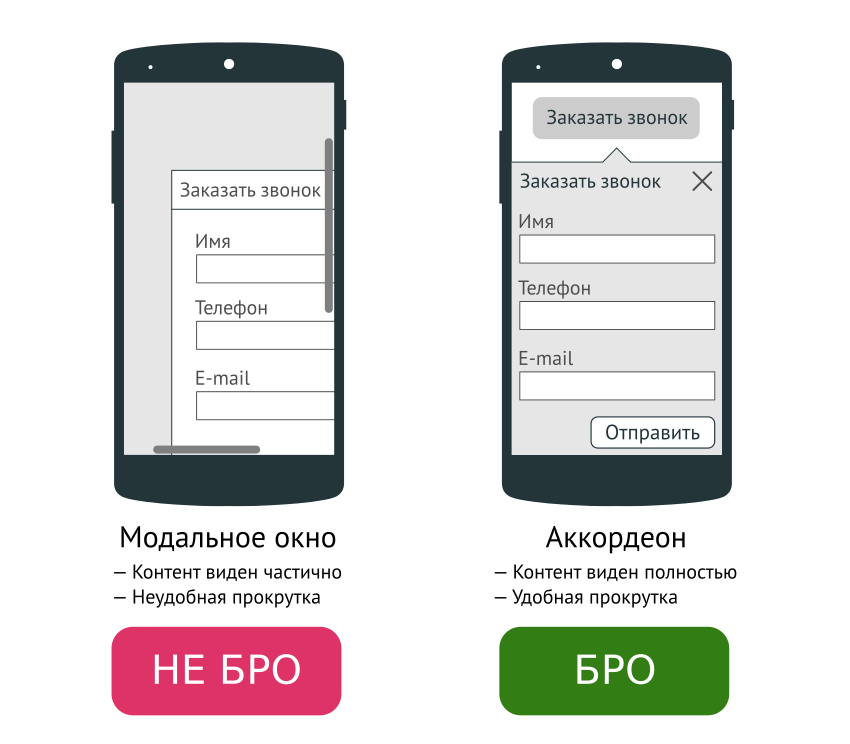 Заказать звонок
Имя
Телефон
E-mail
Модальное окно
— Контент виден частично
— Неудобная прокрутка
НЕ БРО
Заказать звонок
Заказать звонок
Имя
Телефон
E-mail
Отправить
Аккордеон
— Контент виден полностью
— Удобная прокрутка
БРО